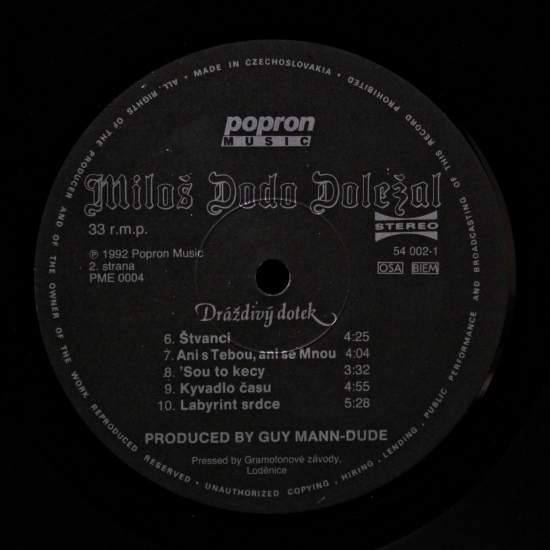 • MADE IN CZECHOSLOVAKIA •
ALL RIGHTS OF THE PRODUCER AND OF THE OWNER OF THE WORK REPRODUCED RESERVED • UNAUTHORIZED COPYING, HIRING, LENDING, PUBLIC PERFORMANCE AND BROADCASTING OF THIS RECORD PROHIBITED
popron
MUSIC
Miloš Dodo Doležal
33 r.m.p.
STEREO
℗ 1992 Popron Music
54 002-1
2. strana
OSA BIEM
PME 0004
Dráždivý dotek
6. Štvanci 4:25
7. Ani s Tebou, ani se Mnou 4:04
8. 'Sou to kecy 3:32
9. Kyvadlo času 4:55
10. Labyrint srdce 5:28
PRODUCED BY GUY MANN-DUDE
Pressed by Gramofonové závody,
Loděnice